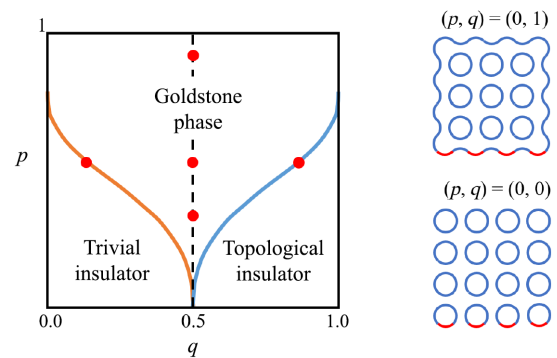 1
Goldstone
phase
p
Trivial
insulator
Topological
insulator
0.0
0.5
1.0
q
(p, q) = (0, 1)
(p, q) = (0, 0)